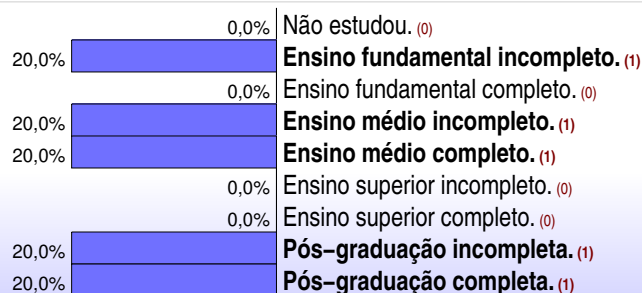 0,0% Não estudou. (0)
20,0% Ensino fundamental incompleto. (1)
0,0% Ensino fundamental completo. (0)
20,0% Ensino médio incompleto. (1)
20,0% Ensino médio completo. (1)
0,0% Ensino superior incompleto. (0)
0,0% Ensino superior completo. (0)
20,0% Pós−graduação incompleta. (1)
20,0% Pós−graduação completa. (1)